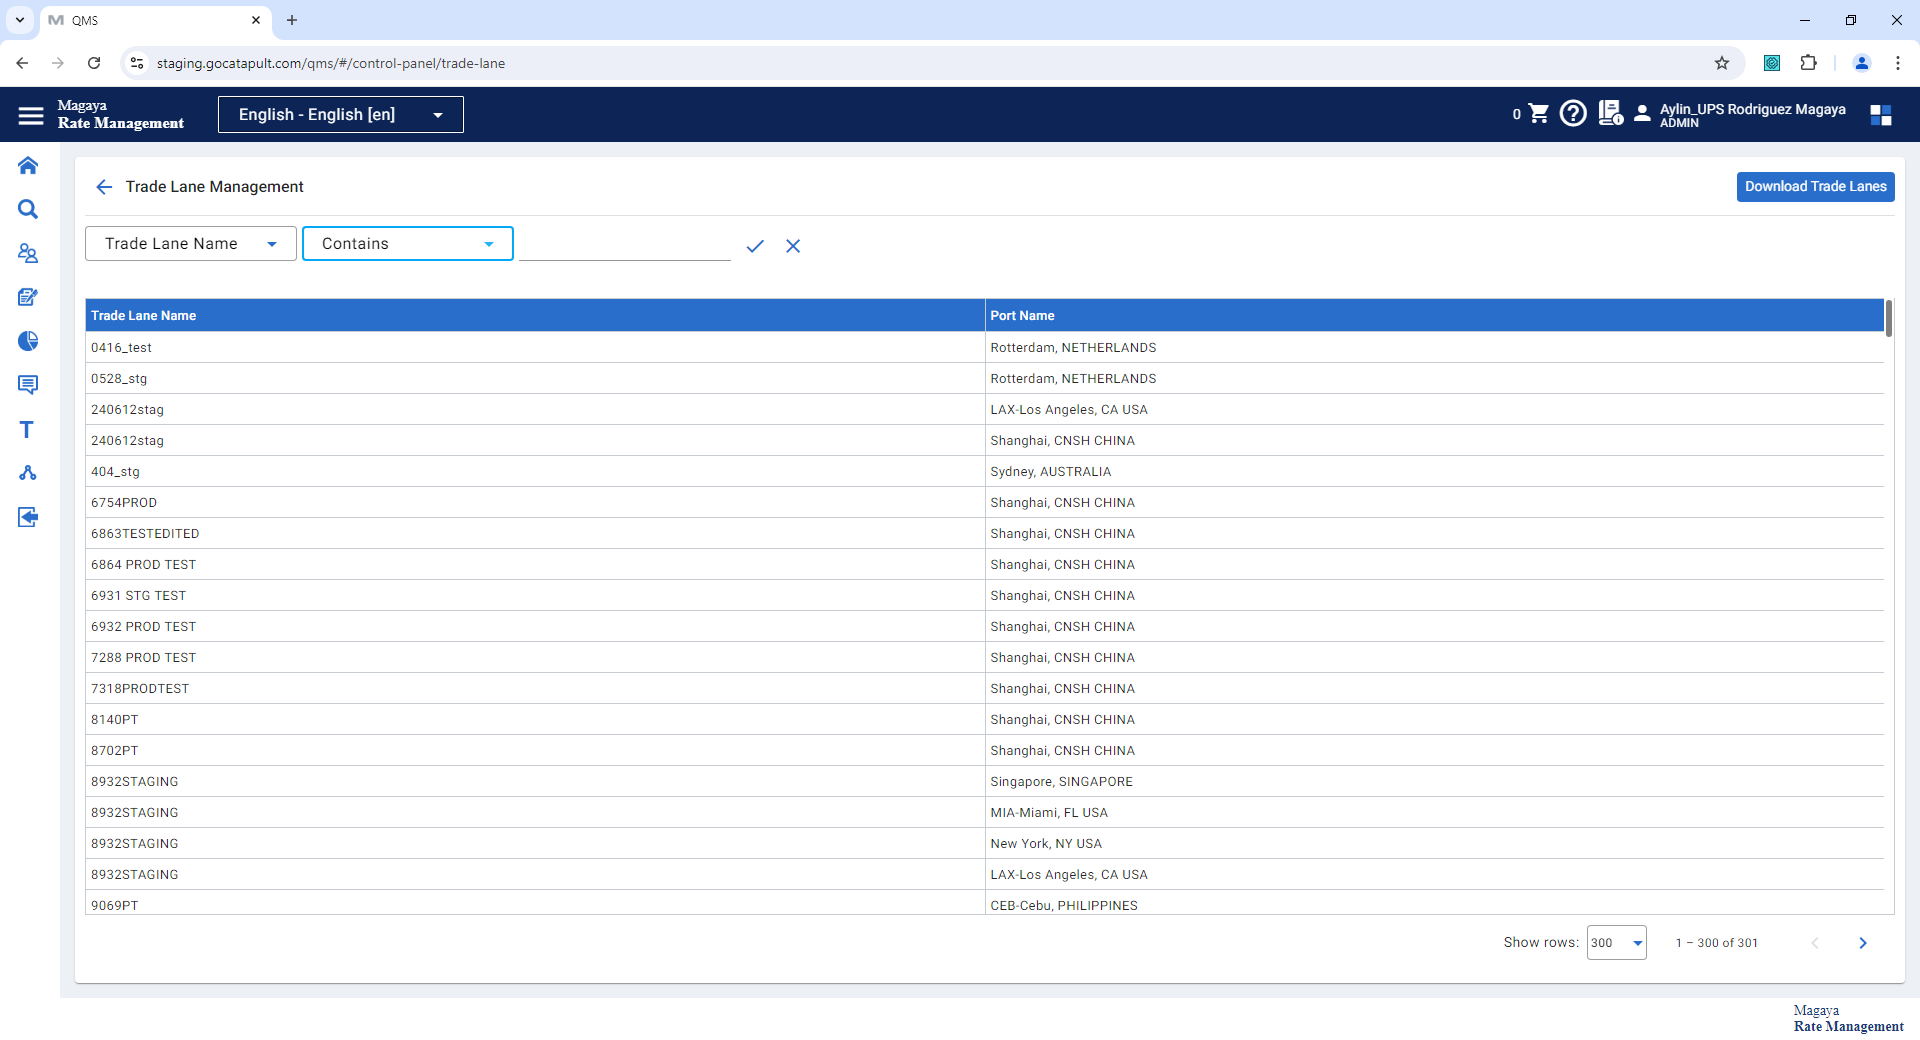 QMS
staging.gocatapult.com/qms/#/control-panel/trade-lane
Magaya
Rate Management
English - English [en]
0
Aylin_UPS Rodriguez Magaya
ADMIN
Trade Lane Management
Download Trade Lanes
Trade Lane Name
Contains
Trade Lane Name Port Name
0416_test Rotterdam, NETHERLANDS
0528_stg Rotterdam, NETHERLANDS
240612stag LAX-Los Angeles, CA USA
240612stag Shanghai, CNSH CHINA
404_stg Sydney, AUSTRALIA
6754PROD Shanghai, CNSH CHINA
6863TESTEDITED Shanghai, CNSH CHINA
6864 PROD TEST Shanghai, CNSH CHINA
6931 STG TEST Shanghai, CNSH CHINA
6932 PROD TEST Shanghai, CNSH CHINA
7288 PROD TEST Shanghai, CNSH CHINA
7318PRODTEST Shanghai, CNSH CHINA
8140PT Shanghai, CNSH CHINA
8702PT Shanghai, CNSH CHINA
8932STAGING Singapore, SINGAPORE
8932STAGING MIA-Miami, FL USA
8932STAGING New York, NY USA
8932STAGING LAX-Los Angeles, CA USA
9069PT CEB-Cebu, PHILIPPINES
Show rows: 300 1 – 300 of 301
Magaya
Rate Management